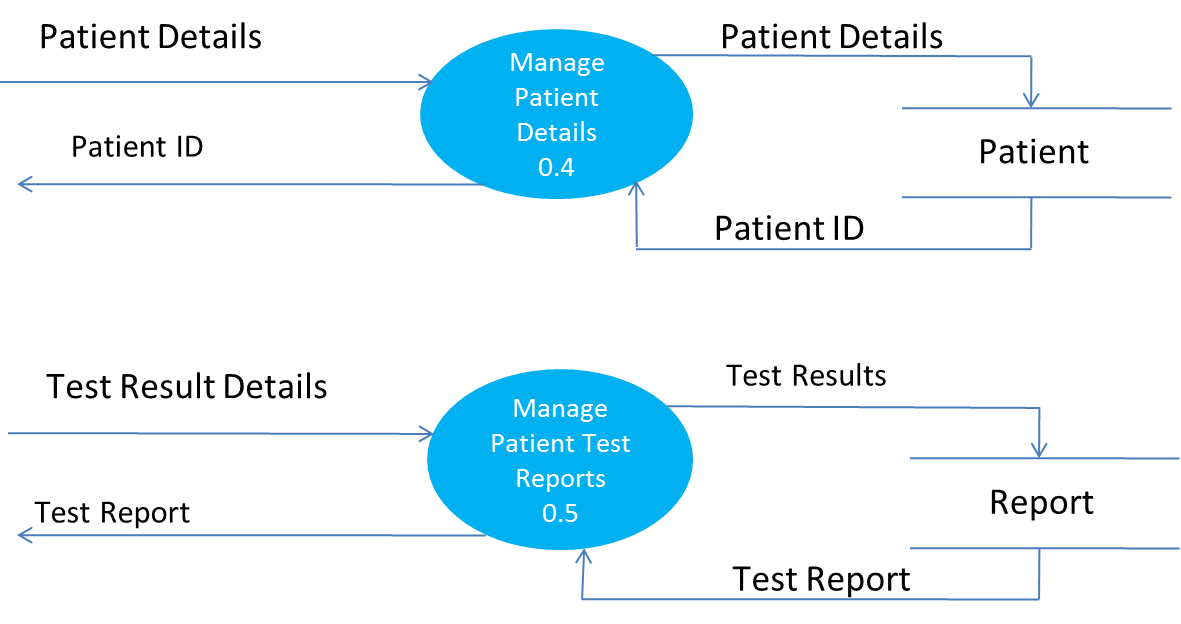 Patient Details
Manage
Patient
Details
0.4
Patient Details
Patient ID
Patient
Patient ID
Test Result Details
Manage
Patient Test
Reports
0.5
Test Results
Test Report
Report
Test Report